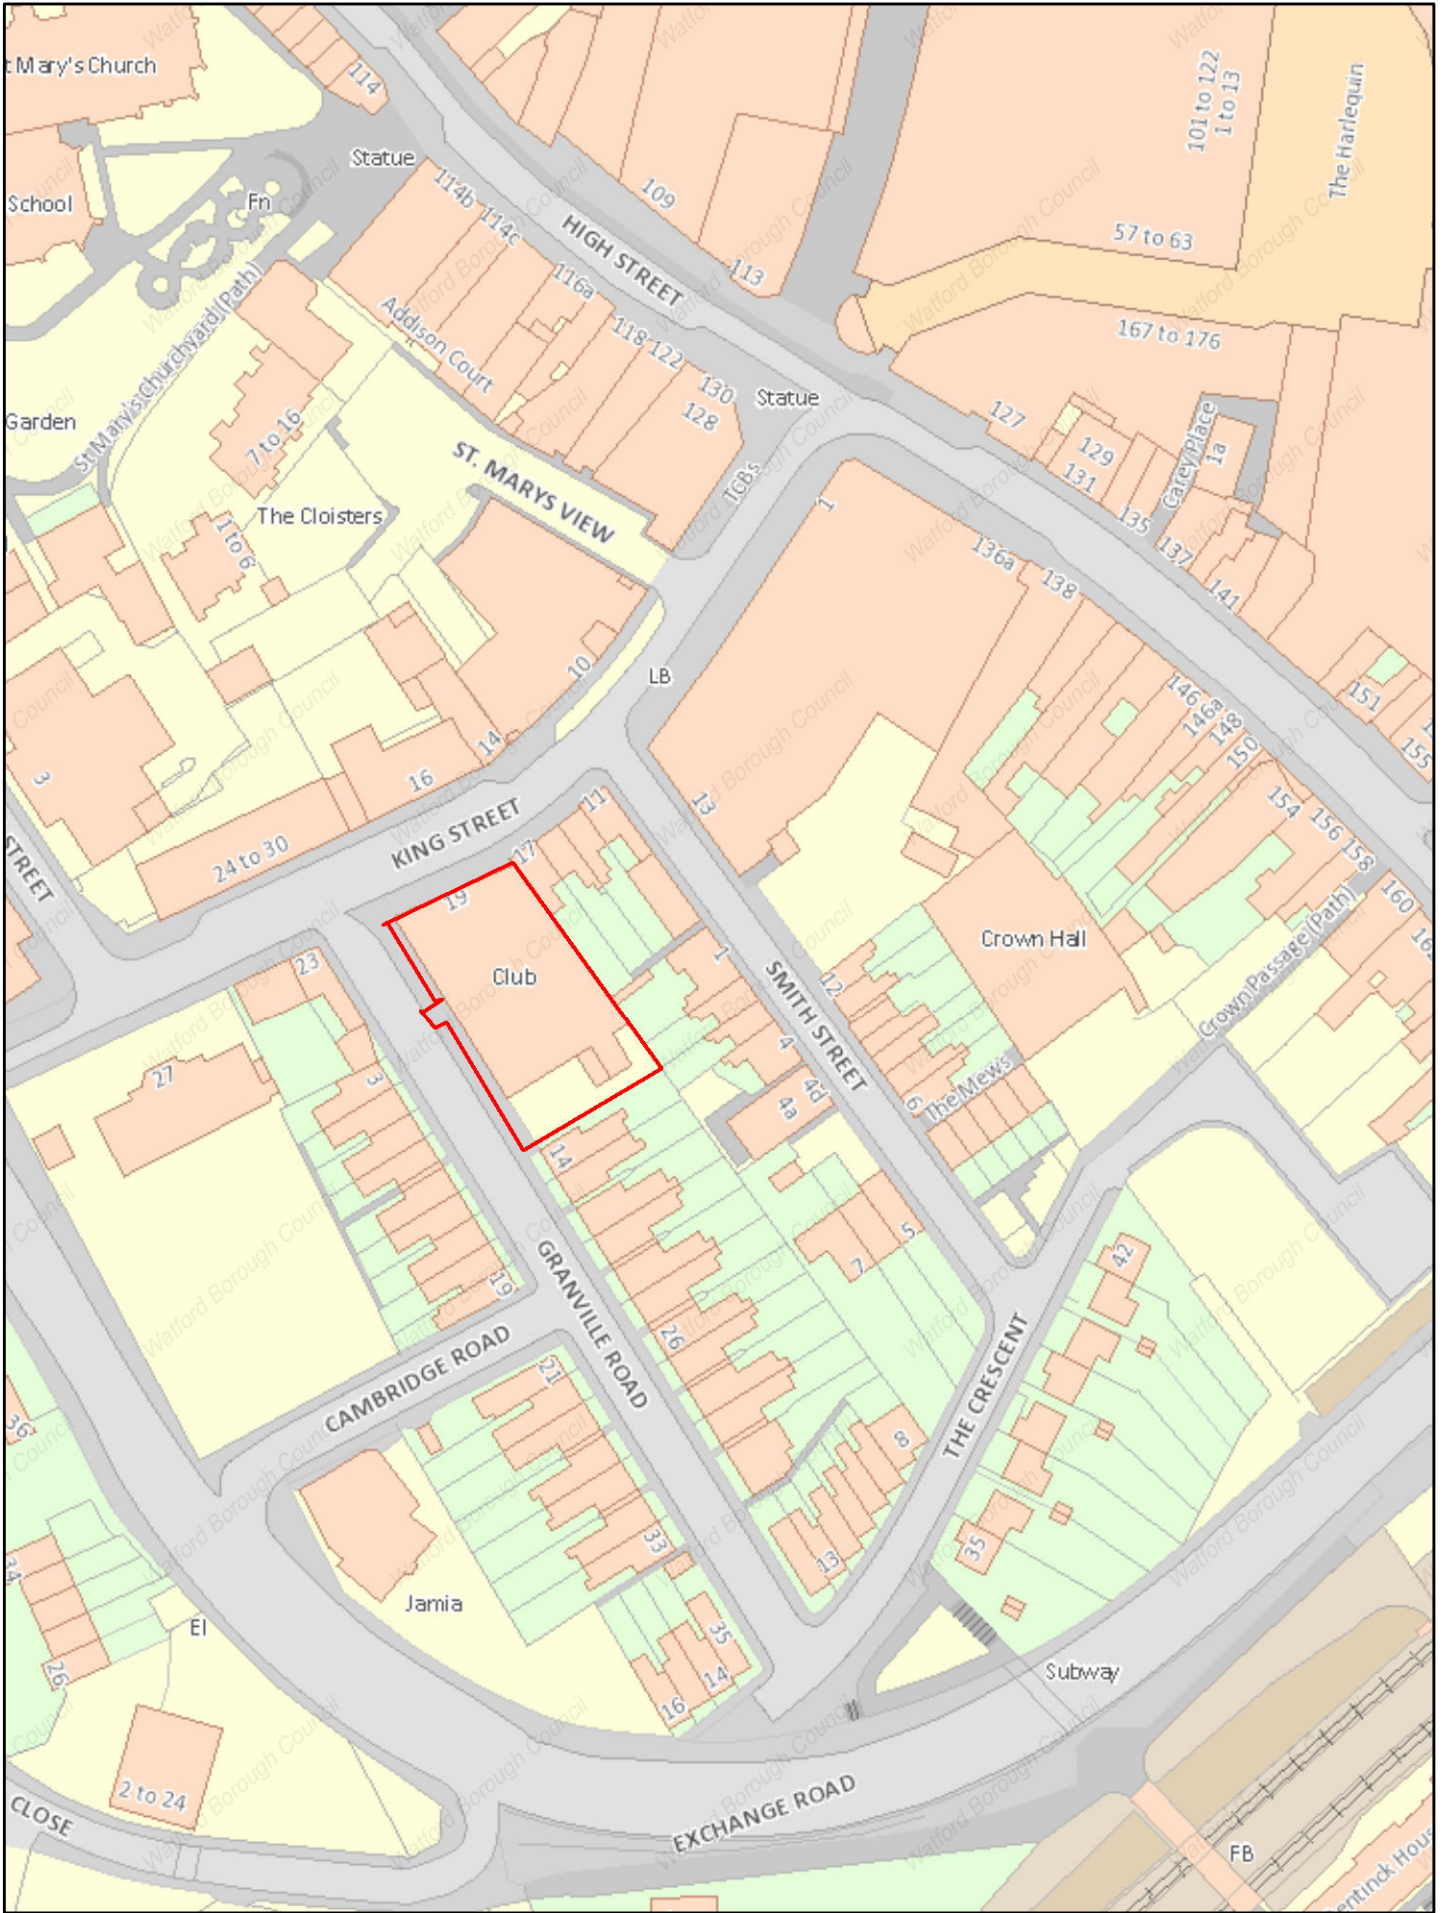 t Mary's Church
114
101 to 122
1 to 13
The Harlequin
Statue
School
Fn
114b
114c
109
HIGH STREET
57 to 63
113
116a
St Mary's Churchyard (Path)
Addison Court
118
122
167 to 176
130
128
Statue
Garden
7 to 16
127
129
131
Carey Place
1a
ST. MARYS VIEW
TCBs
1
135
The Cloisters
1 to 6
136a
138
137
141
10
LB
146
146a
148
150
151
155
3
14
16
13
11
KING STREET
154
156
158
24 to 30
17
19
STREET
160
Crown Hall
1
Club
23
12
SMITH STREET
Crown Passage (Path)
27
3
4
4d
4a
6
The Mews
14
5
7
42
19
GRANVILLE ROAD
26
CAMBRIDGE ROAD
THE CRESCENT
21
36
8
33
35
13
34
Jamia
El
35
26
14
16
Subway
2 to 24
CLOSE
EXCHANGE ROAD
FB
entinck Hous
Watford Borough Council